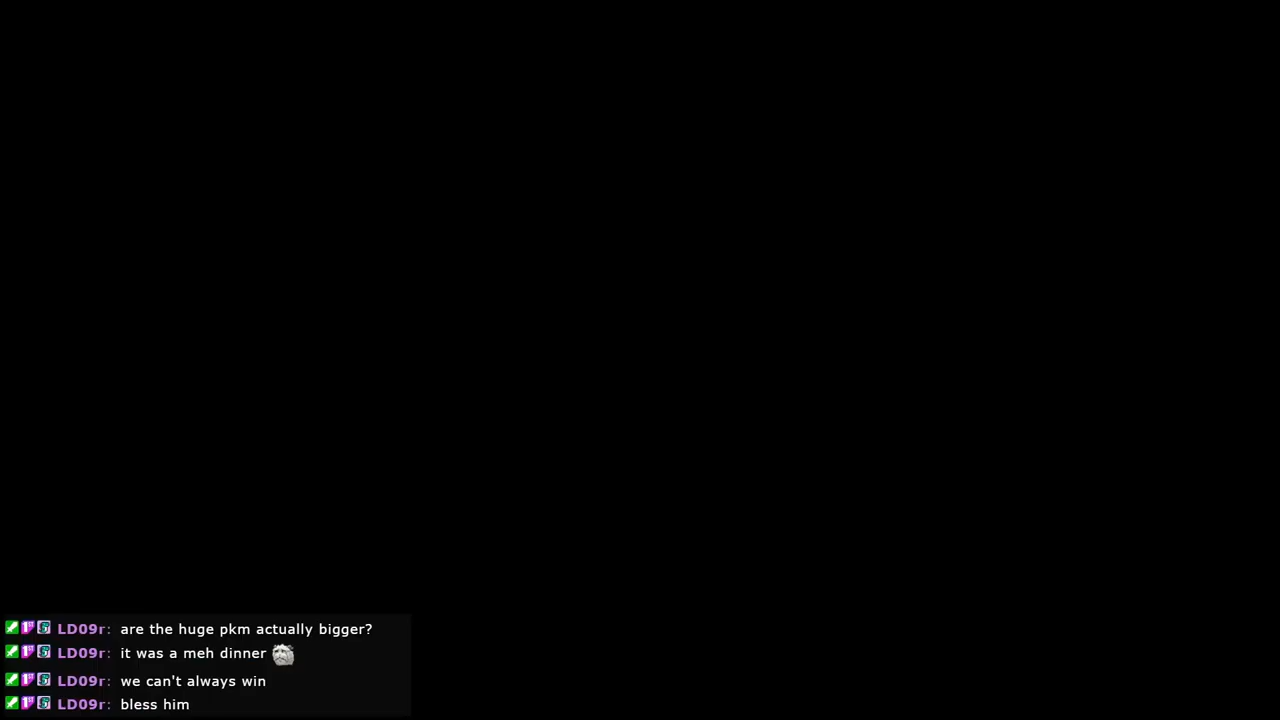 LD09r: are the huge pkm actually bigger?
LD09r: it was a meh dinner
LD09r: we can't always win
LD09r: bless him